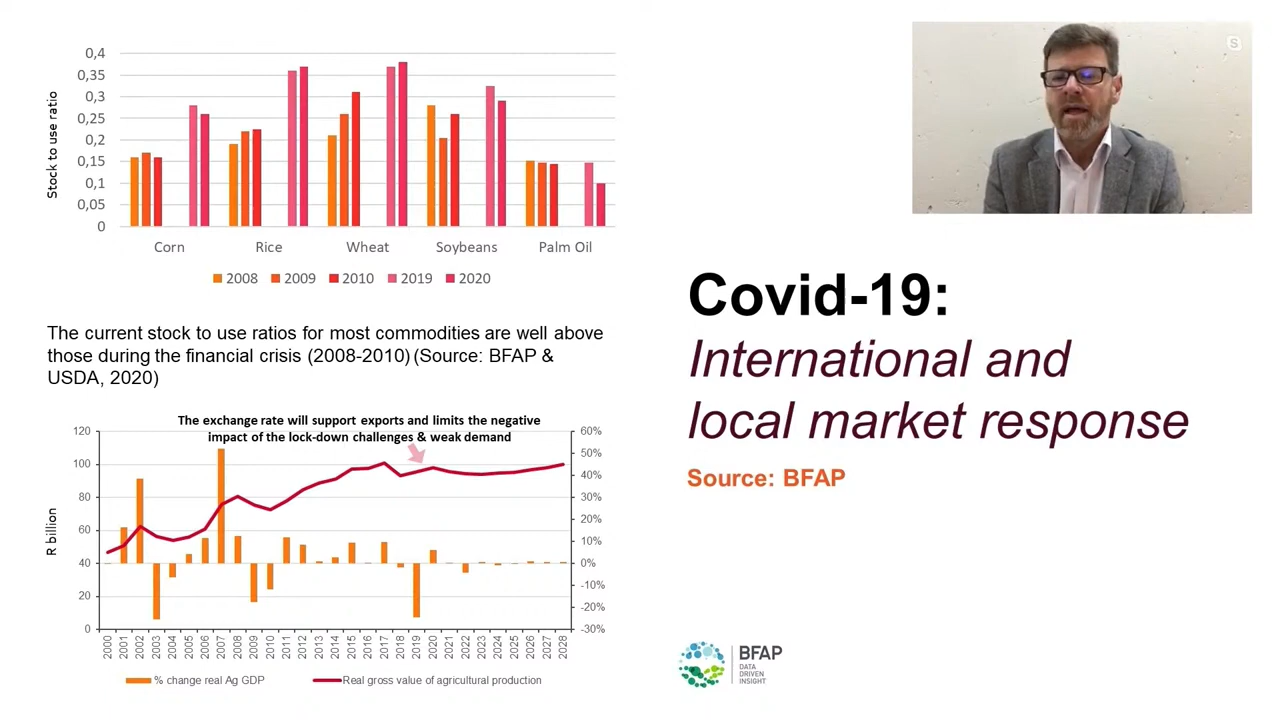 0,4
0,35
0,3
0,25
0,2
0,15
0,1
0,05
0
Stock to use ratio
Corn Rice Wheat Soybeans Palm Oil
2008 2009 2010 2019 2020
The current stock to use ratios for most commodities are well above
those during the financial crisis (2008-2010) (Source: BFAP &
USDA, 2020)
The exchange rate will support exports and limits the negative
impact of the lock-down challenges & weak demand
120
100
80
60
40
20
0
R billion
60%
50%
40%
30%
20%
10%
0%
-10%
-20%
-30%
2000 2001 2002 2003 2004 2005 2006 2007 2008 2009 2010 2011 2012 2013 2014 2015 2016 2017 2018 2019 2020 2021 2022 2023 2024 2025 2026 2027 2028
% change real Ag GDP Real gross value of agricultural production
S
Covid-19:
International and
local market response
Source: BFAP
BFAP
DATA
DRIVEN
INSIGHT